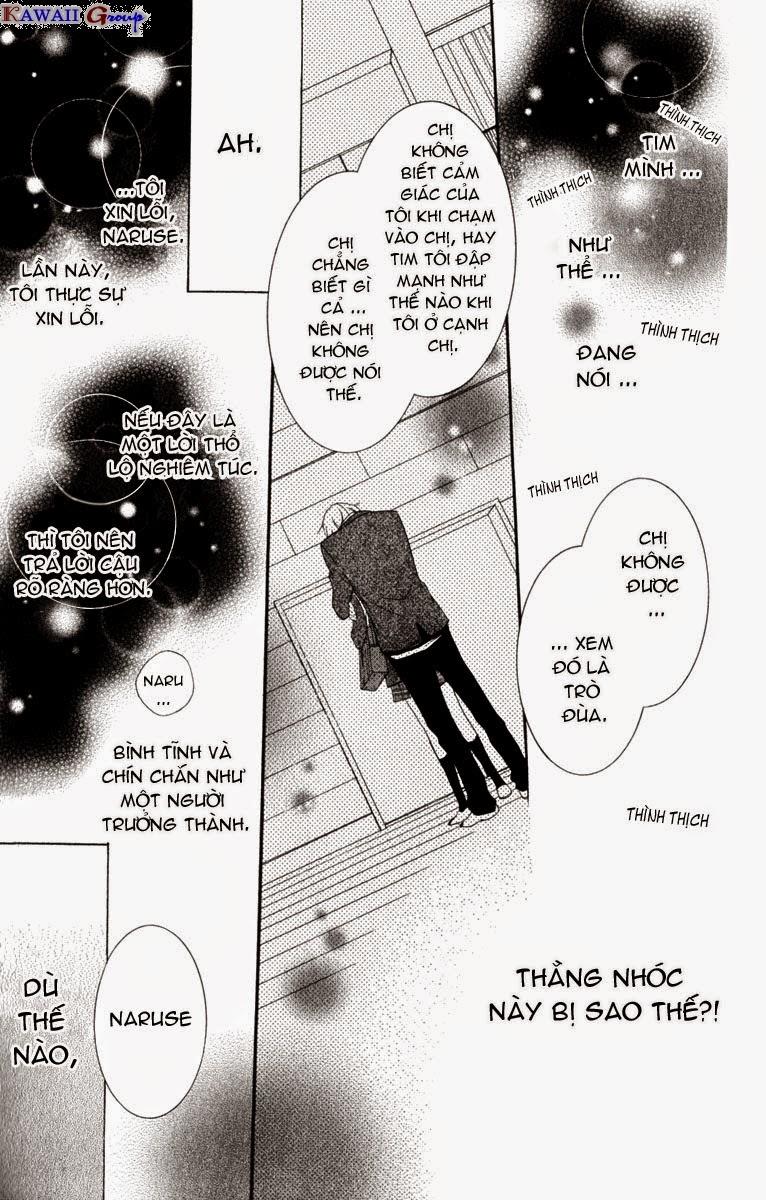 KAWAII Group
THÌNH THỊCH
TIM
MÌNH ...
THÌNH THỊCH
NHƯ
THỂ ...
THÌNH THỊCH
ĐANG
NÓI ...
THÌNH THỊCH
CHỊ
KHÔNG
ĐƯỢC
...
... XEM
ĐÓ LÀ
TRÒ
ĐÙA.
THÌNH THỊCH
THẰNG NHÓC
NÀY BỊ SAO THẾ?!
CHỊ
KHÔNG
BIẾT CẢM
GIÁC CỦA
TÔI KHI CHẠM
VÀO CHỊ, HAY
TIM TÔI ĐẬP
MẠNH NHƯ
THẾ NÀO KHI
TÔI Ở CẠNH
CHỊ.
CHỊ
CHẲNG
BIẾT GÌ
CẢ ...
NÊN CHỊ
KHÔNG
ĐƯỢC NÓI
THẾ.
AH.
...TÔI
XIN LỖI,
NARUSE.
LẦN NÀY,
TÔI THỰC SỰ
XIN LỖI.
NẾU ĐÂY LÀ
MỘT LỜI THỔ
LỘ NGHIÊM TÚC.
THÌ TÔI NÊN
TRẢ LỜI CẬU
RÕ RÀNG HƠN.
NARU
...
BÌNH TĨNH VÀ
CHÍN CHẮN NHƯ
MỘT NGƯỜI
TRƯỞNG THÀNH.
NARUSE
DÙ
THẾ
NÀO,